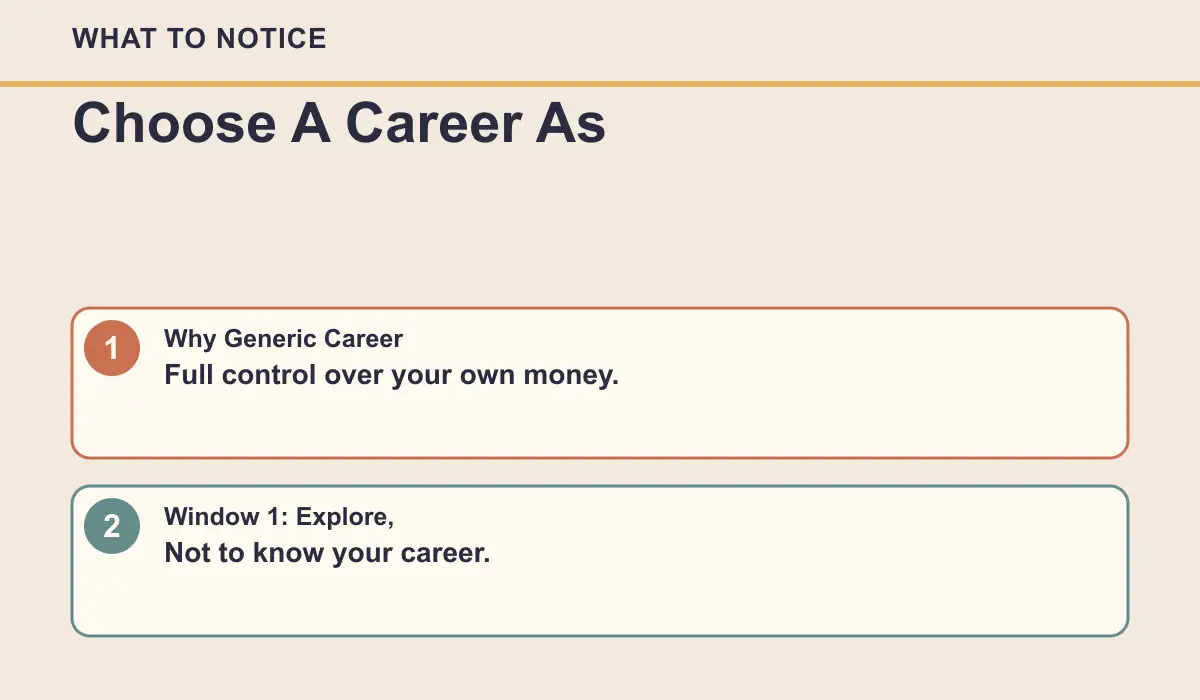 WHAT TO NOTICE
Choose A Career As
1
Why Generic Career
Full control over your own money.
2
Window 1: Explore,
Not to know your career.